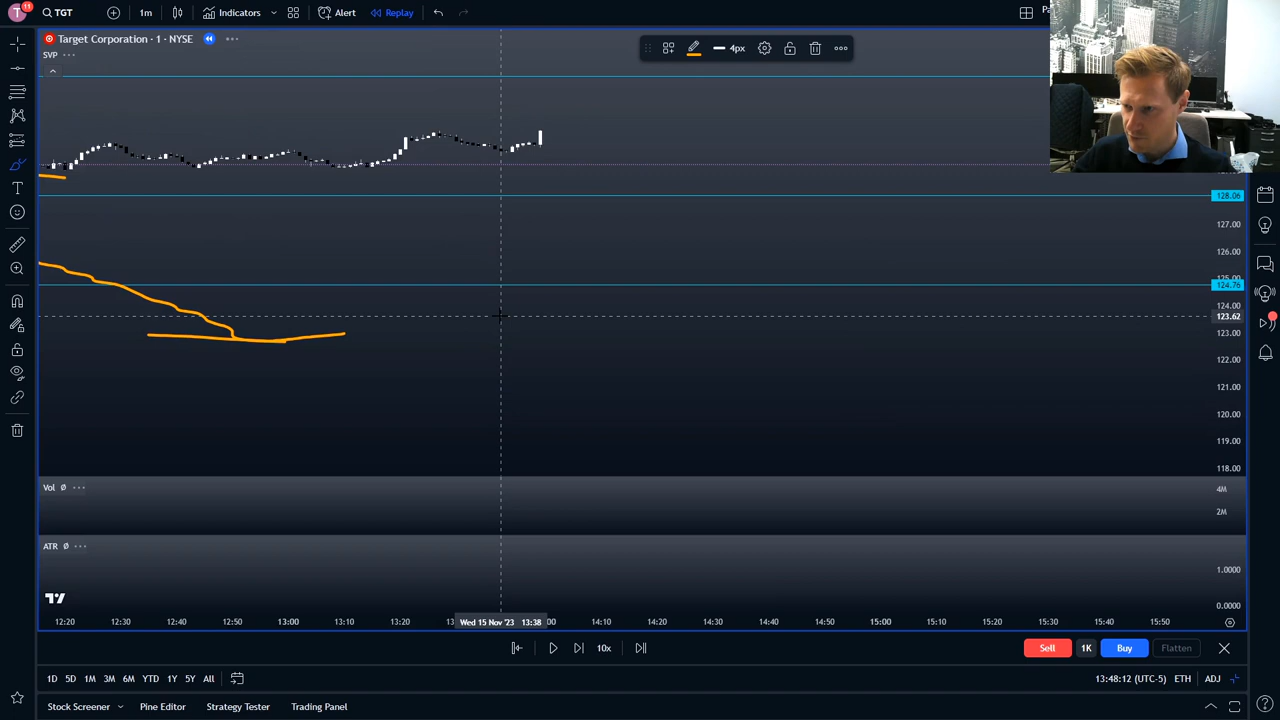 T 11 TGT 1m Indicators Alert Replay
Target Corporation · 1 · NYSE
4px
SVP
128.06
127.00
126.00
125.00
124.76
124.00
123.62
123.00
122.00
121.00
120.00
119.00
118.00
Vol Ø
4M
2M
ATR Ø
1.0000
0.0000
12:20 12:30 12:40 12:50 13:00 13:10 13:20 Wed 15 Nov '23 13:38 14:10 14:20 14:30 14:40 14:50 15:00 15:10 15:20 15:30 15:40 15:50
10x Sell 1K Buy Flatten
1D 5D 1M 3M 6M YTD 1Y 5Y All 13:48:12 (UTC-5) ETH ADJ
Stock Screener Pine Editor Strategy Tester Trading Panel